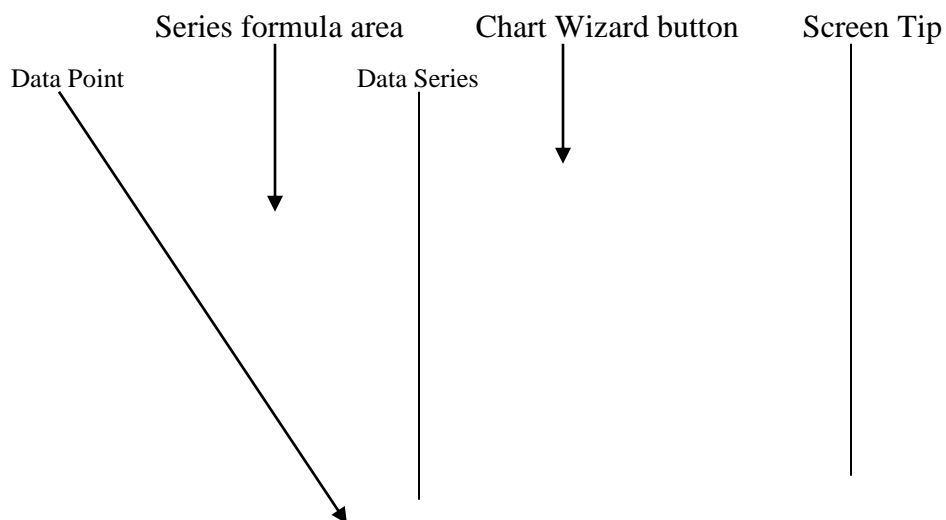 Series formula area Chart Wizard button Screen Tip
Data Point Data Series